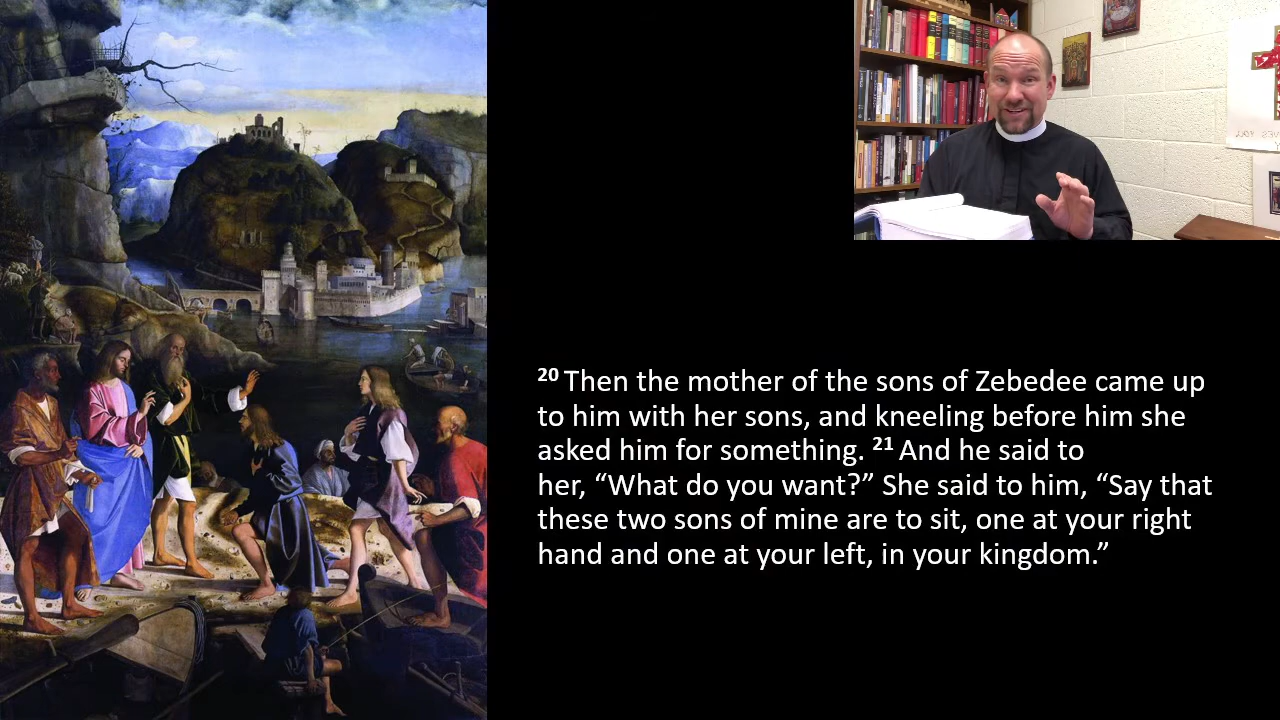 20 Then the mother of the sons of Zebedee came up
to him with her sons, and kneeling before him she
asked him for something. 21 And he said to
her, “What do you want?” She said to him, “Say that
these two sons of mine are to sit, one at your right
hand and one at your left, in your kingdom.”